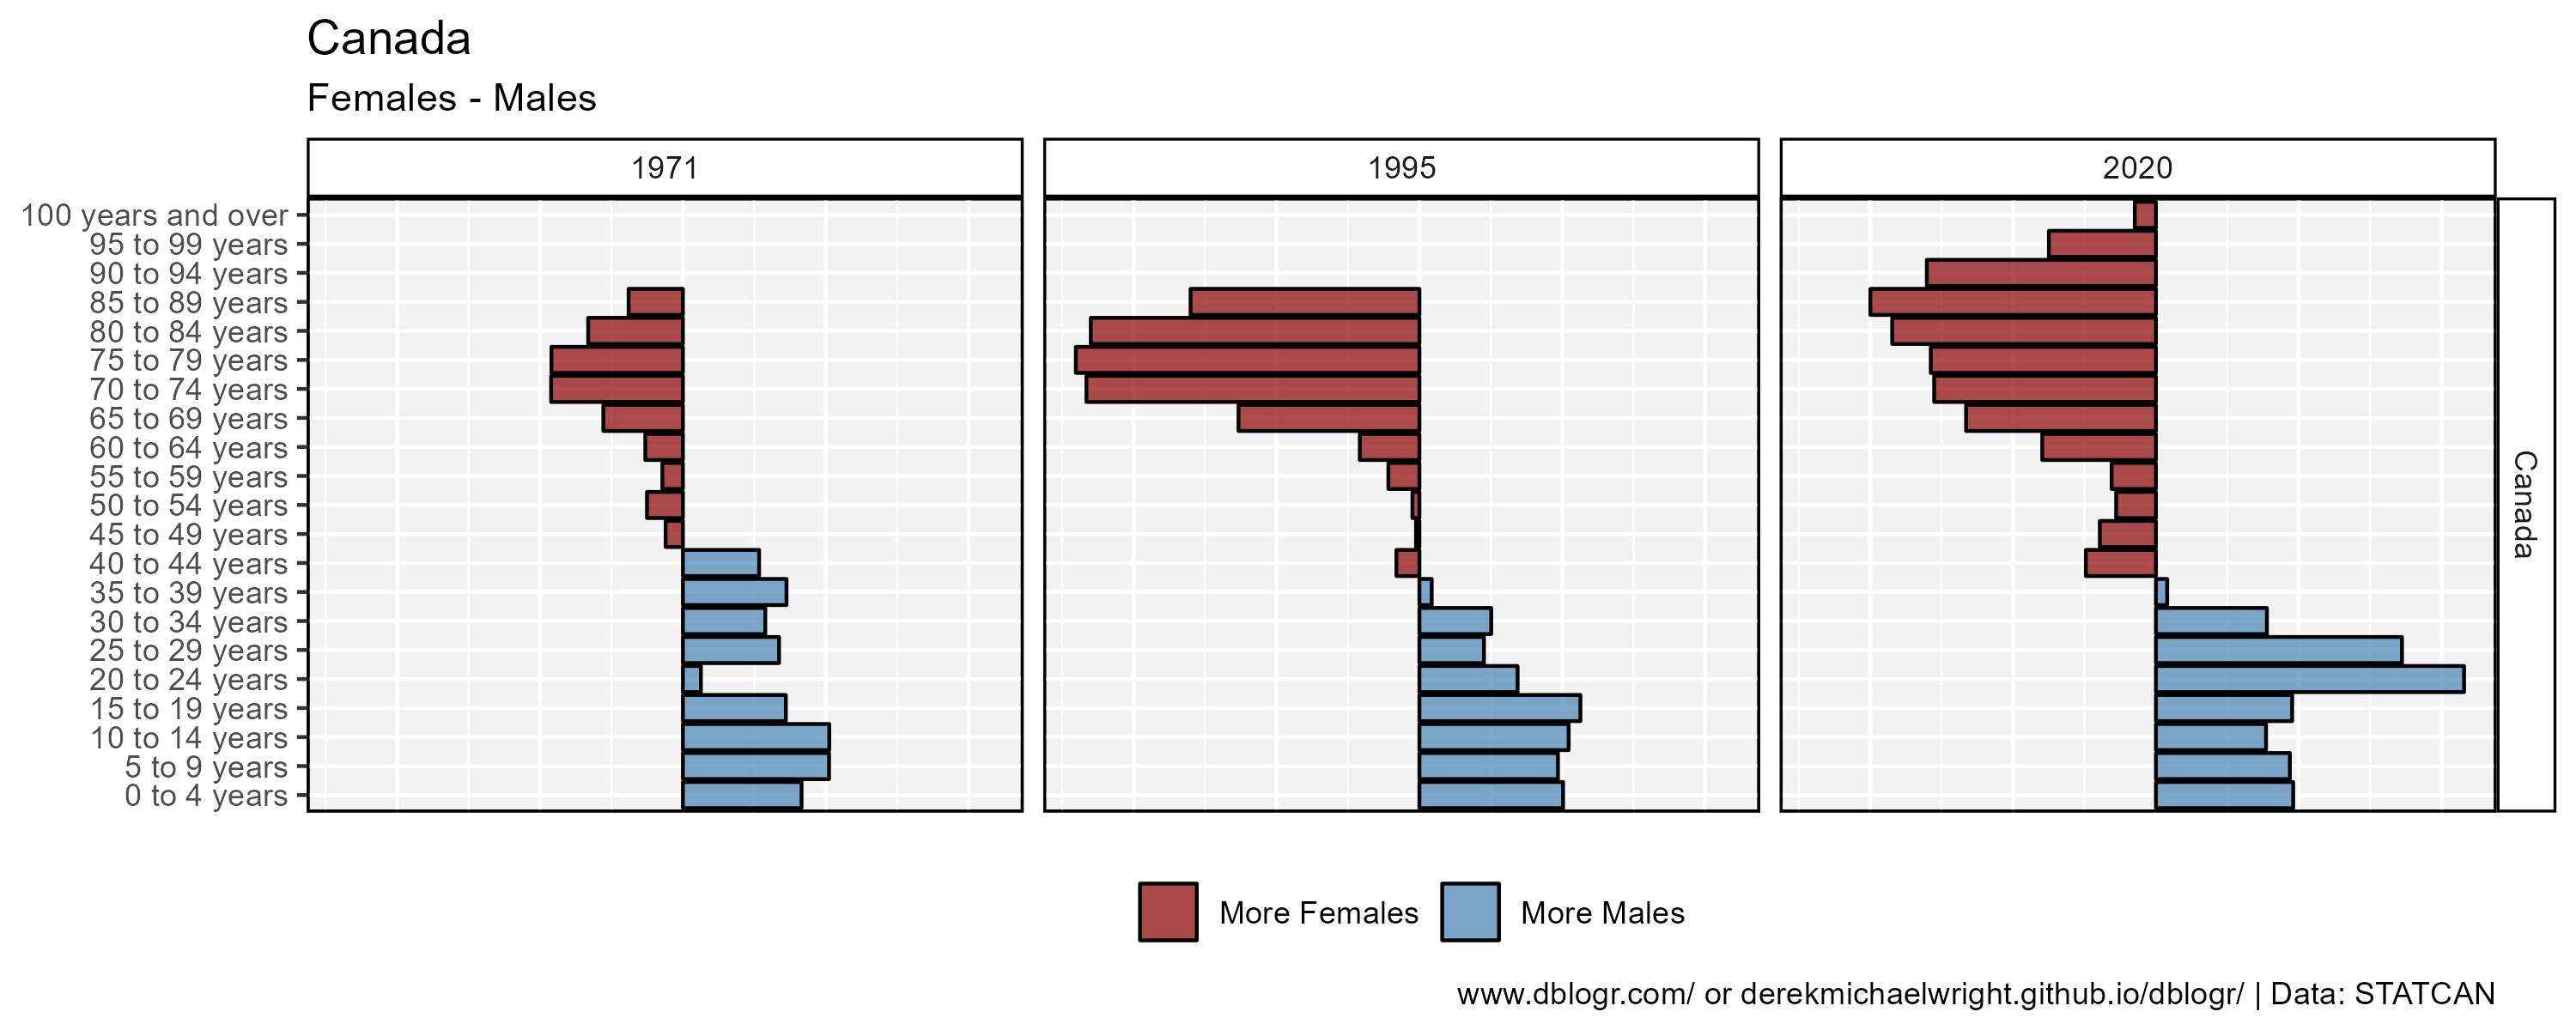 Canada
Females - Males
1971
1995
2020
100 years and over
95 to 99 years
90 to 94 years
85 to 89 years
80 to 84 years
75 to 79 years
70 to 74 years
65 to 69 years
60 to 64 years
55 to 59 years
50 to 54 years
45 to 49 years
40 to 44 years
35 to 39 years
30 to 34 years
25 to 29 years
20 to 24 years
15 to 19 years
10 to 14 years
5 to 9 years
0 to 4 years
Canada
More Females
More Males
www.dblogr.com/ or derekmichaelwright.github.io/dblogr/ | Data: STATCAN